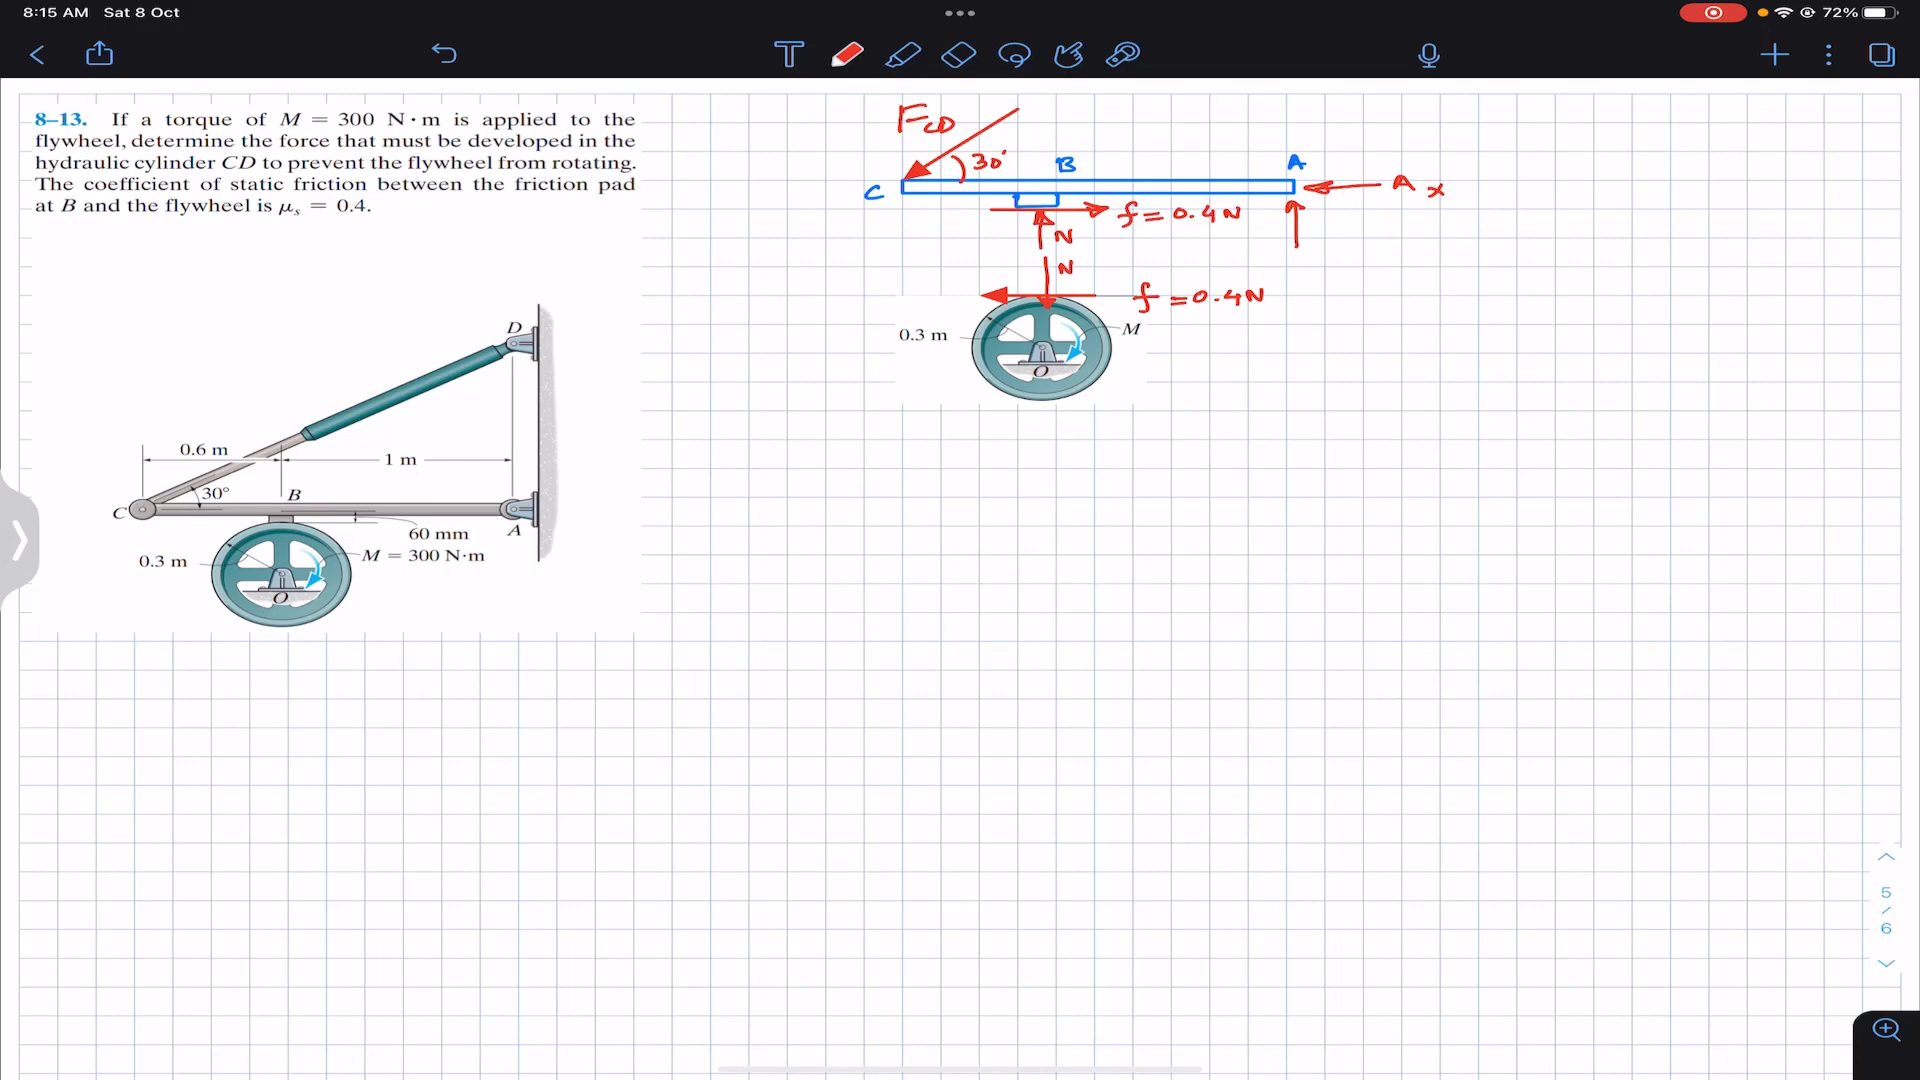 8:15 AM Sat 8 Oct
72%
8–13. If a torque of M = 300 N·m is applied to the
flywheel, determine the force that must be developed in the
hydraulic cylinder CD to prevent the flywheel from rotating.
The coefficient of static friction between the friction pad
at B and the flywheel is μs = 0.4.
FCD
30°
B
A
C
Ax
f = 0.4N
N
N
f = 0.4N
0.3 m
M
O
D
0.6 m
1 m
30°
B
C
60 mm
A
0.3 m
M = 300 N·m
O
5
/
6